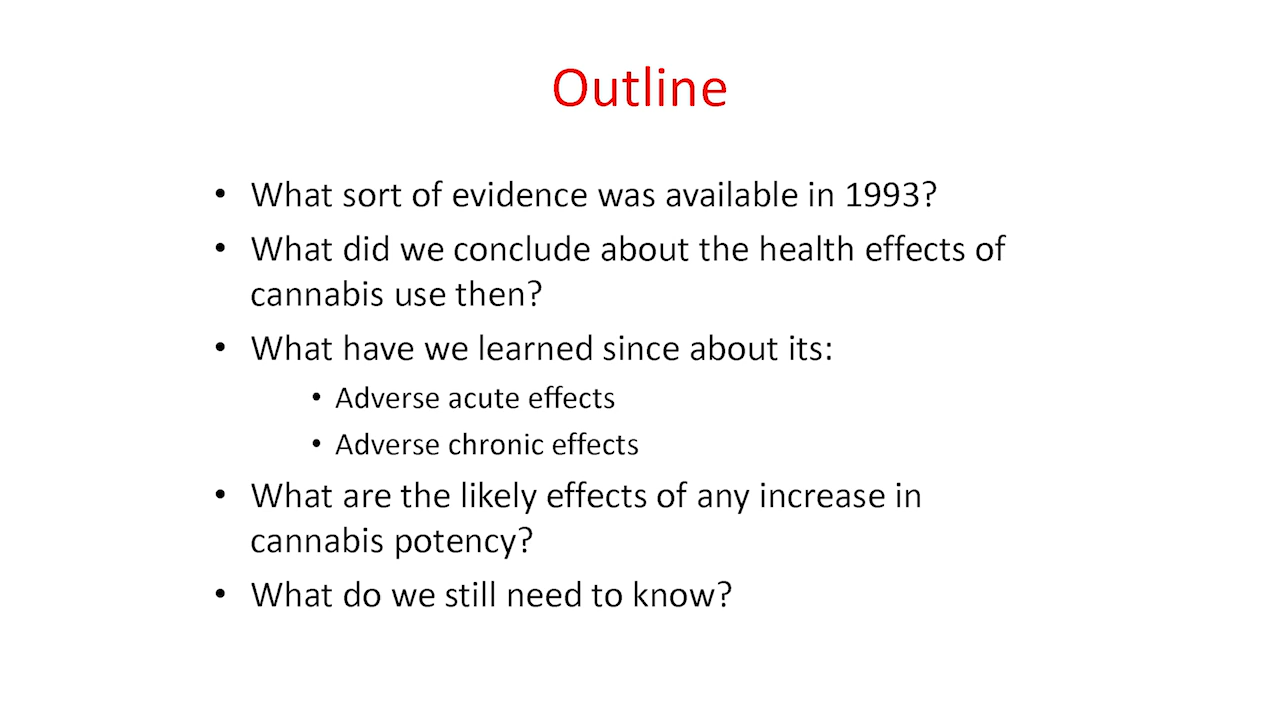 Outline
• What sort of evidence was available in 1993?
• What did we conclude about the health effects of
cannabis use then?
• What have we learned since about its:
• Adverse acute effects
• Adverse chronic effects
• What are the likely effects of any increase in
cannabis potency?
• What do we still need to know?